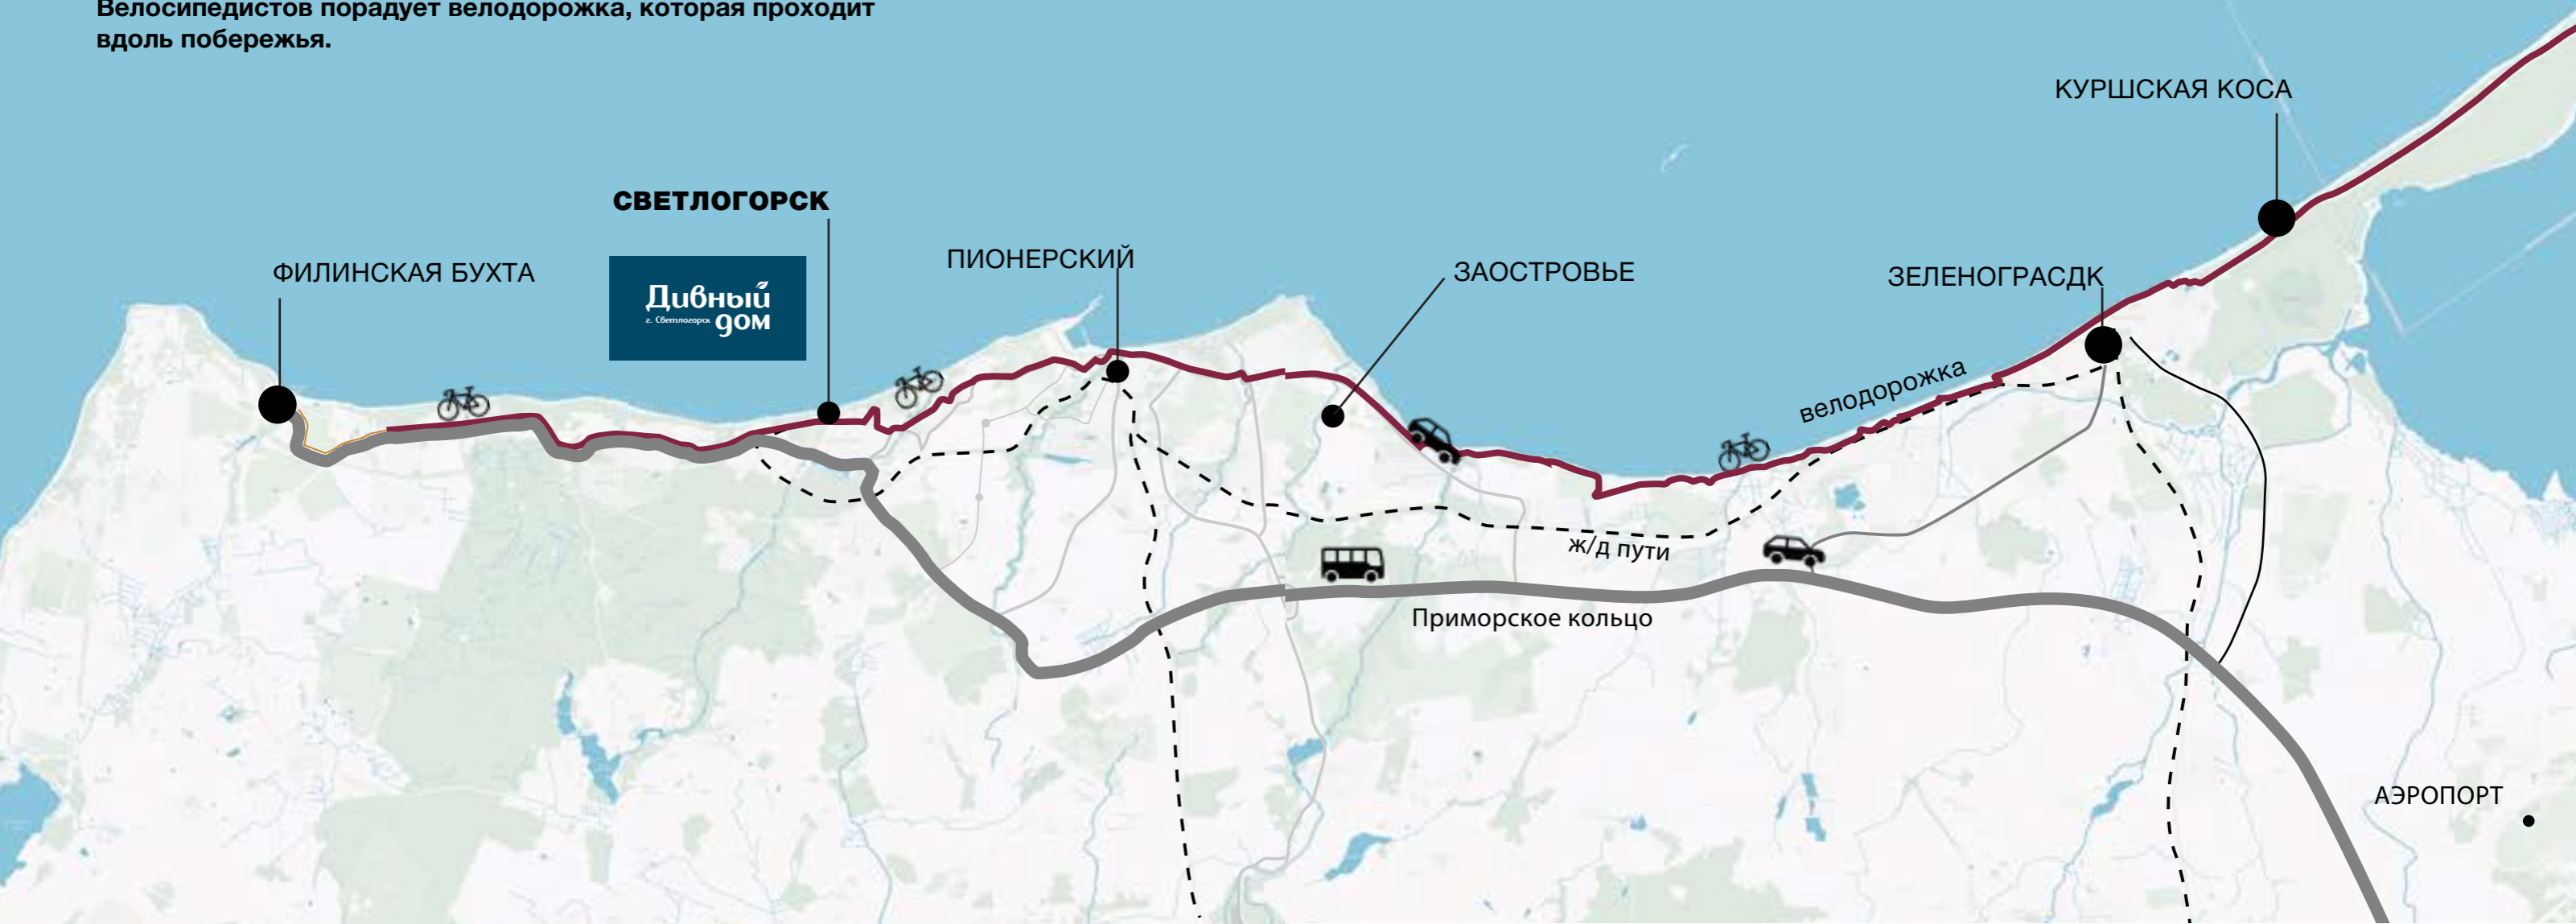 Велосипедистов порадует велодорожка, которая проходит
вдоль побережья.
КУРШСКАЯ КОСА
СВЕТЛОГОРСК
ПИОНЕРСКИЙ
ФИЛИНСКАЯ БУХТА
ЗАОСТРОВЬЕ
ЗЕЛЕНОГРАСДК
Дивный
г. Светлогорск дом
велодорожка
ж/д пути
Приморское кольцо
АЭРОПОРТ